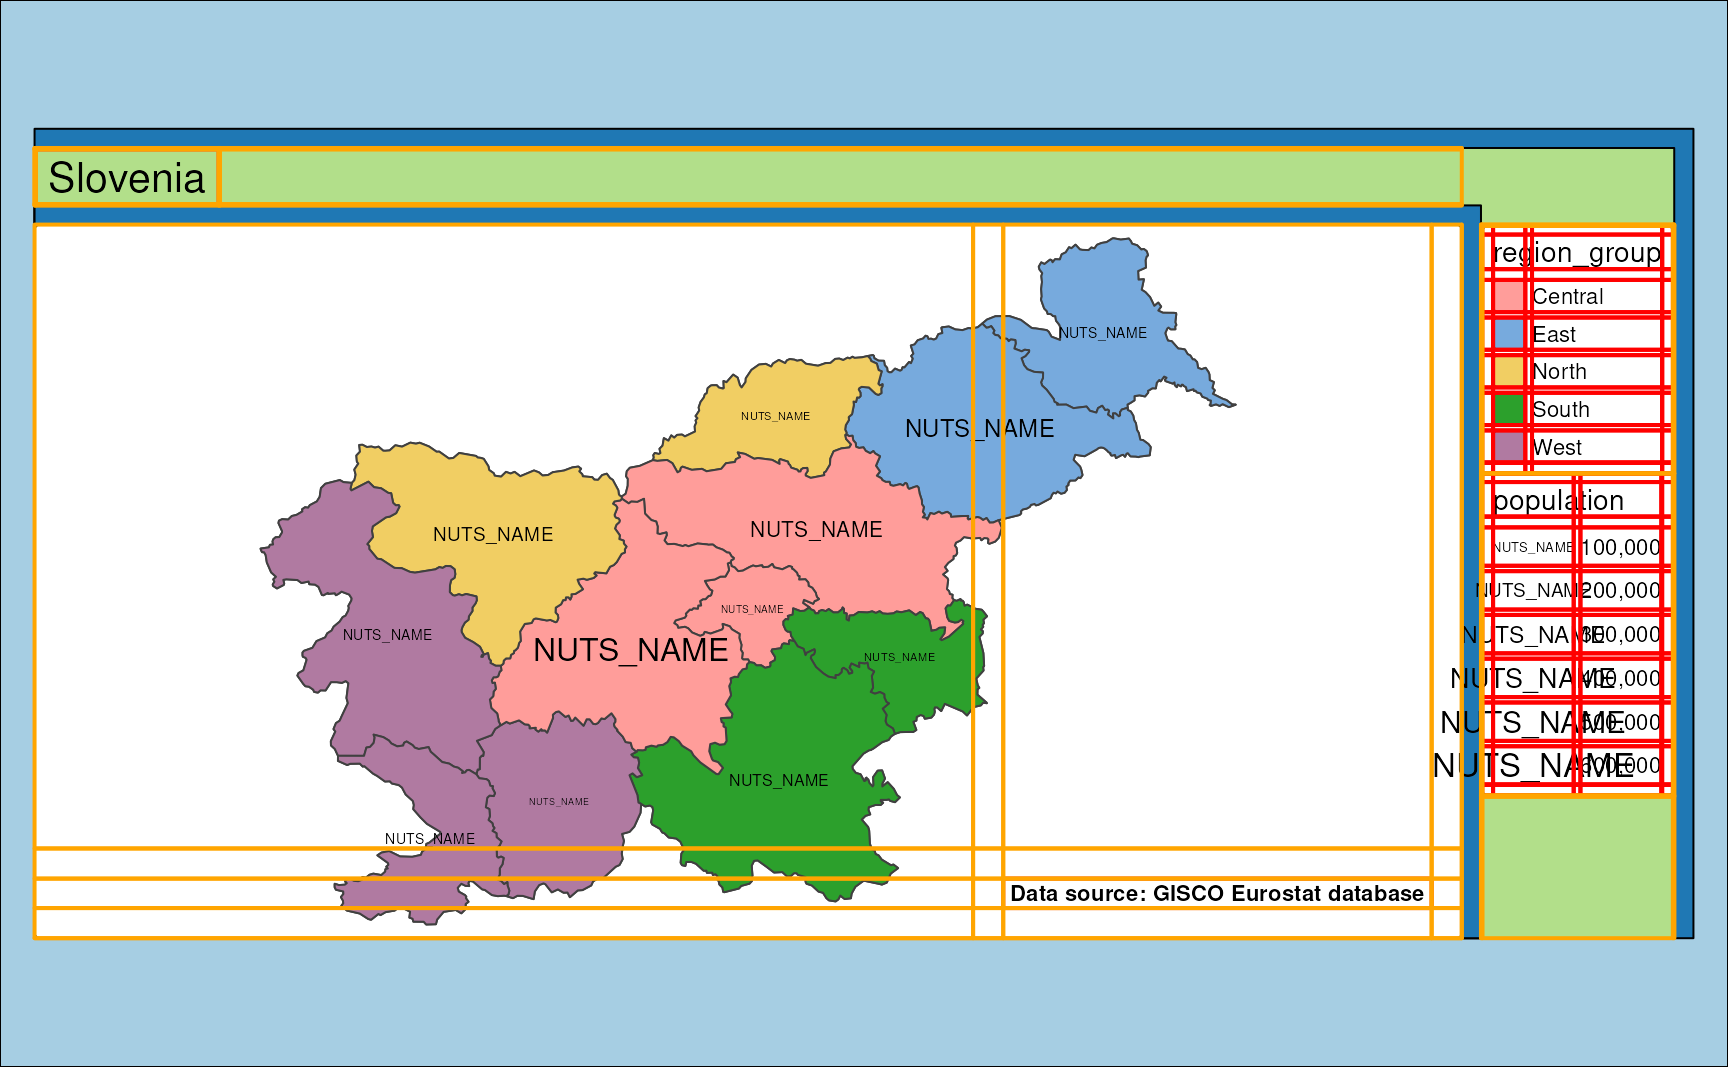 Slovenia
region_group
Central
East
North
South
West
population
NUTS_NAME 100,000
NUTS_NAME 200,000
NUTS_NAME 300,000
NUTS_NAME 400,000
NUTS_NAME 500,000
NUTS_NAME 600,000
NUTS_NAME
NUTS_NAME
NUTS_NAME
NUTS_NAME
NUTS_NAME
NUTS_NAME
NUTS_NAME
NUTS_NAME
NUTS_NAME
NUTS_NAME
NUTS_NAME
NUTS_NAME
Data source: GISCO Eurostat database